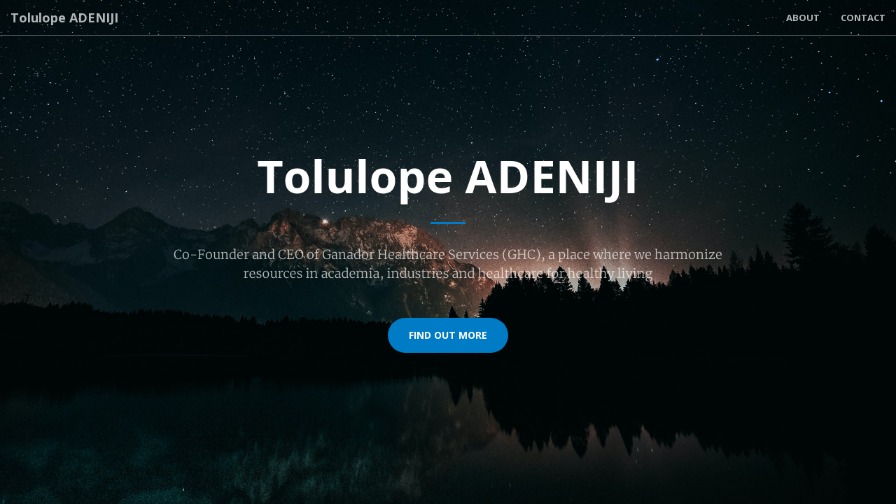 Tolulope ADENIJI
ABOUT
CONTACT
Tolulope ADENIJI
Co-Founder and CEO of Ganador Healthcare Services (GHC), a place where we harmonize
resources in academia, industries and healthcare for healthy living
FIND OUT MORE